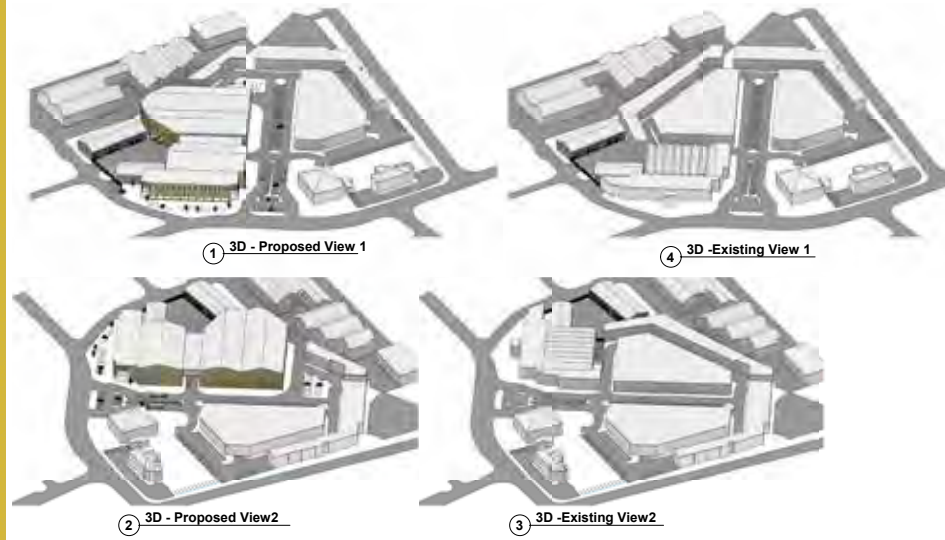 1 3D - Proposed View 1
4 3D -Existing View 1
2 3D - Proposed View2
3 3D -Existing View2